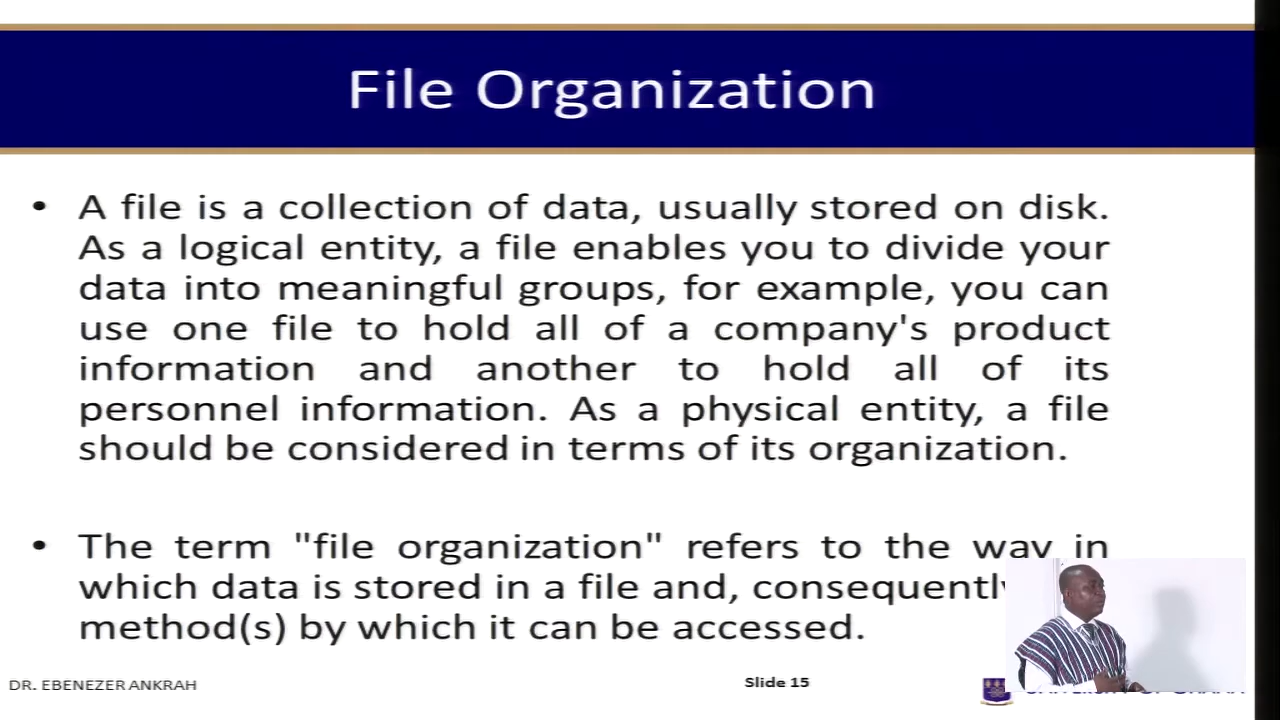 File Organization
• A file is a collection of data, usually stored on disk.
As a logical entity, a file enables you to divide your
data into meaningful groups, for example, you can
use one file to hold all of a company's product
information and another to hold all of its
personnel information. As a physical entity, a file
should be considered in terms of its organization.
• The term "file organization" refers to the way in
which data is stored in a file and, consequently
method(s) by which it can be accessed.
DR. EBENEZER ANKRAH
Slide 15